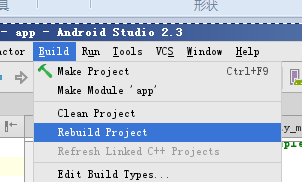 形状
- app - Android Studio 2.3
Build Run Tools VCS Window Help
Make Project Ctrl+F9
Make Module 'app'
Clean Project
Rebuild Project
Refresh Linked C++ Projects
Edit Build Types...